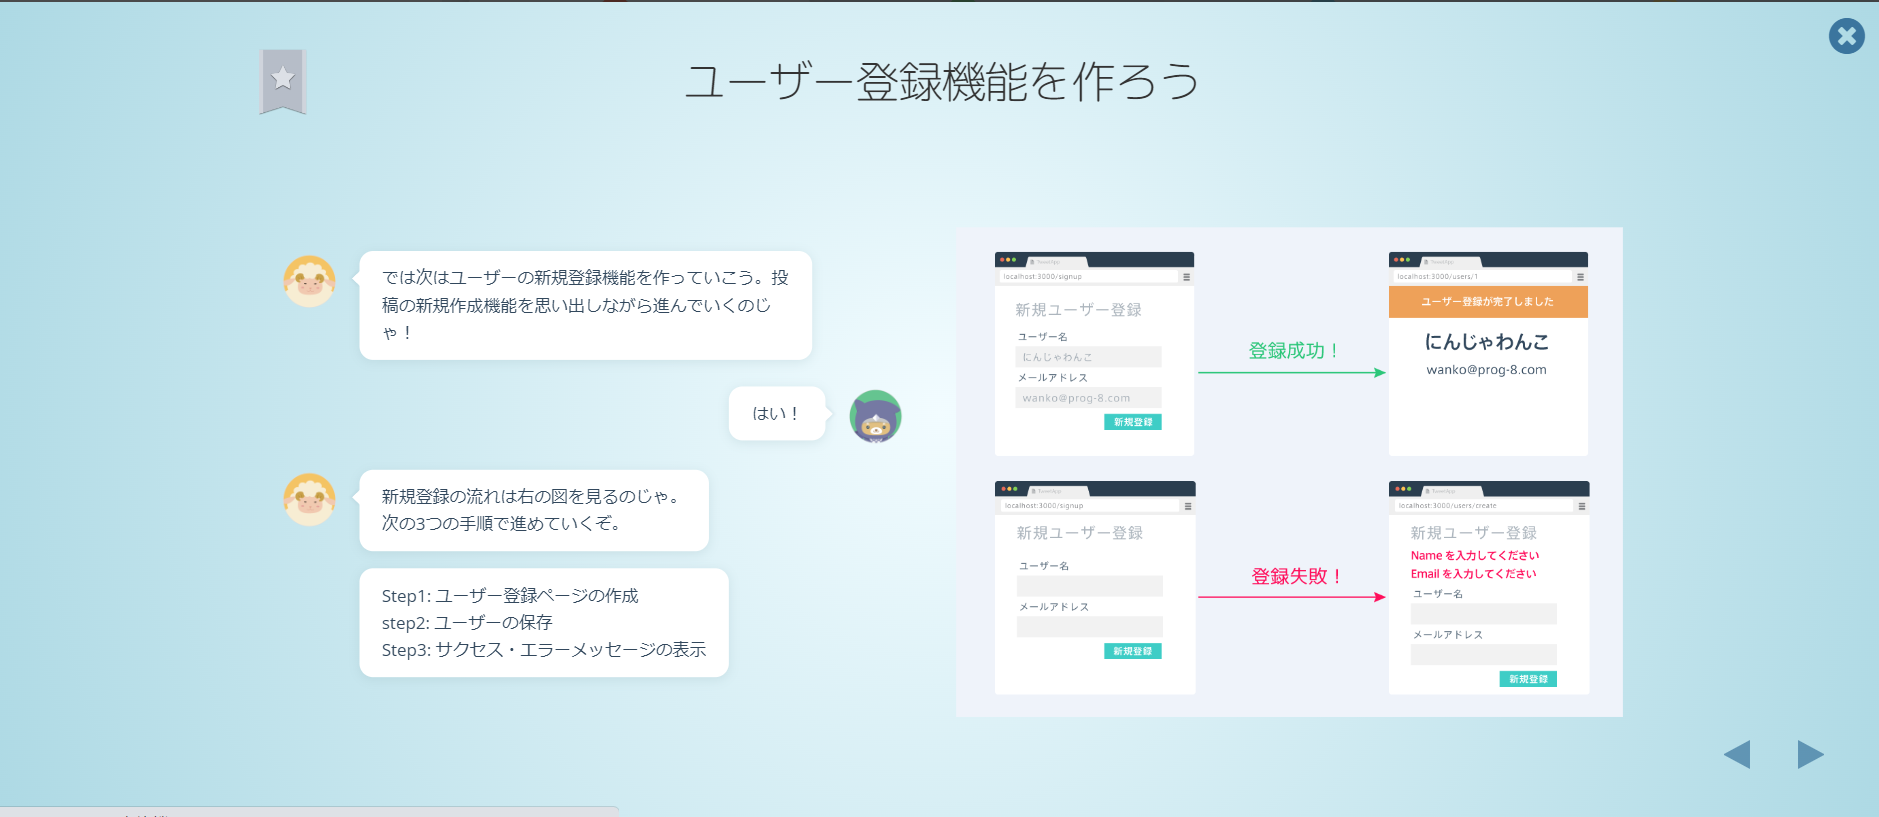 ユーザー登録機能を作ろう
では次はユーザーの新規登録機能を作っていこう。投
稿の新規作成機能を思い出しながら進んでいくのじ
ゃ！
はい！
新規登録の流れは右の図を見るのじゃ。
次の3つの手順で進めていくぞ。
Step1: ユーザー登録ページの作成
step2: ユーザーの保存
Step3: サクセス・エラーメッセージの表示
TweetApp
localhost:3000/signup
新規ユーザー登録
ユーザー名
にんじゃわんこ
メールアドレス
wanko@prog-8.com
新規登録
登録成功！
TweetApp
localhost:3000/users/1
ユーザー登録が完了しました
にんじゃわんこ
wanko@prog-8.com
TweetApp
localhost:3000/signup
新規ユーザー登録
ユーザー名
メールアドレス
新規登録
登録失敗！
TweetApp
localhost:3000/users/create
新規ユーザー登録
Name を入力してください
Email を入力してください
ユーザー名
メールアドレス
新規登録